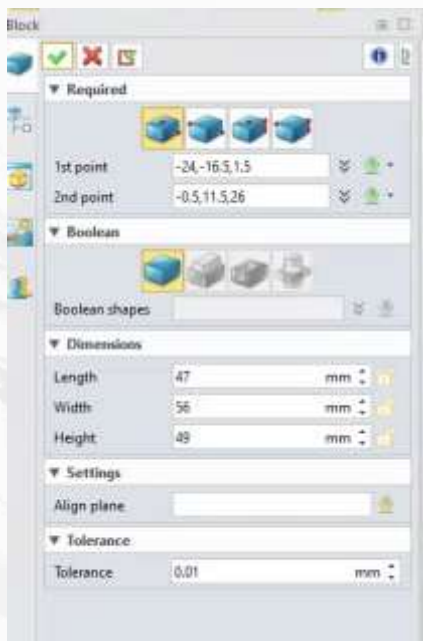 Block
Required
1st point -24,-16.5,1.5
2nd point -0.5,11.5,26
Boolean
Boolean shapes
Dimensions
Length 47 mm
Width 56 mm
Height 49 mm
Settings
Align plane
Tolerance
Tolerance 0.01 mm